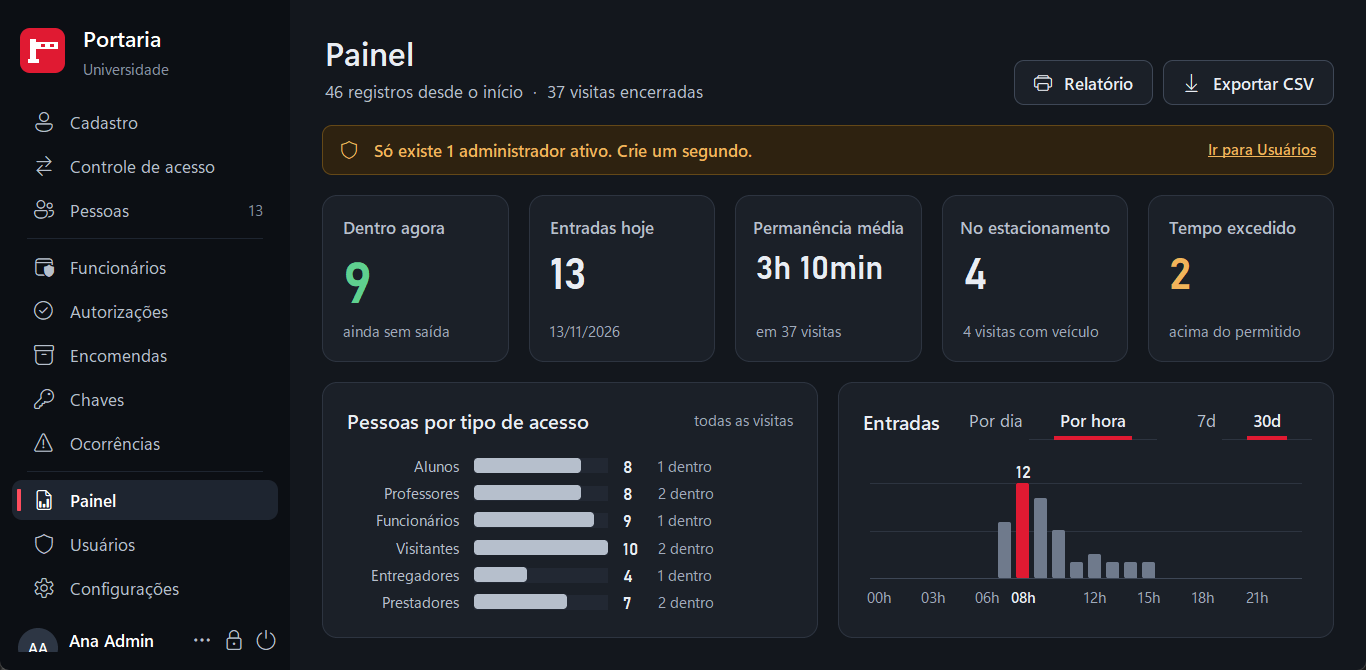 Portaria
Universidade
Cadastro
Controle de acesso
Pessoas 13
Funcionários
Autorizações
Encomendas
Chaves
Ocorrências
Painel
Usuários
Configurações
AA Ana Admin
Painel
46 registros desde o início · 37 visitas encerradas
Relatório
Exportar CSV
Só existe 1 administrador ativo. Crie um segundo.
Ir para Usuários
Dentro agora
9
ainda sem saída
Entradas hoje
13
13/11/2026
Permanência média
3h 10min
em 37 visitas
No estacionamento
4
4 visitas com veículo
Tempo excedido
2
acima do permitido
Pessoas por tipo de acesso todas as visitas
Alunos 8 1 dentro
Professores 8 2 dentro
Funcionários 9 1 dentro
Visitantes 10 2 dentro
Entregadores 4 1 dentro
Prestadores 7 2 dentro
Entradas Por dia Por hora 7d 30d
12
00h 03h 06h 08h 12h 15h 18h 21h